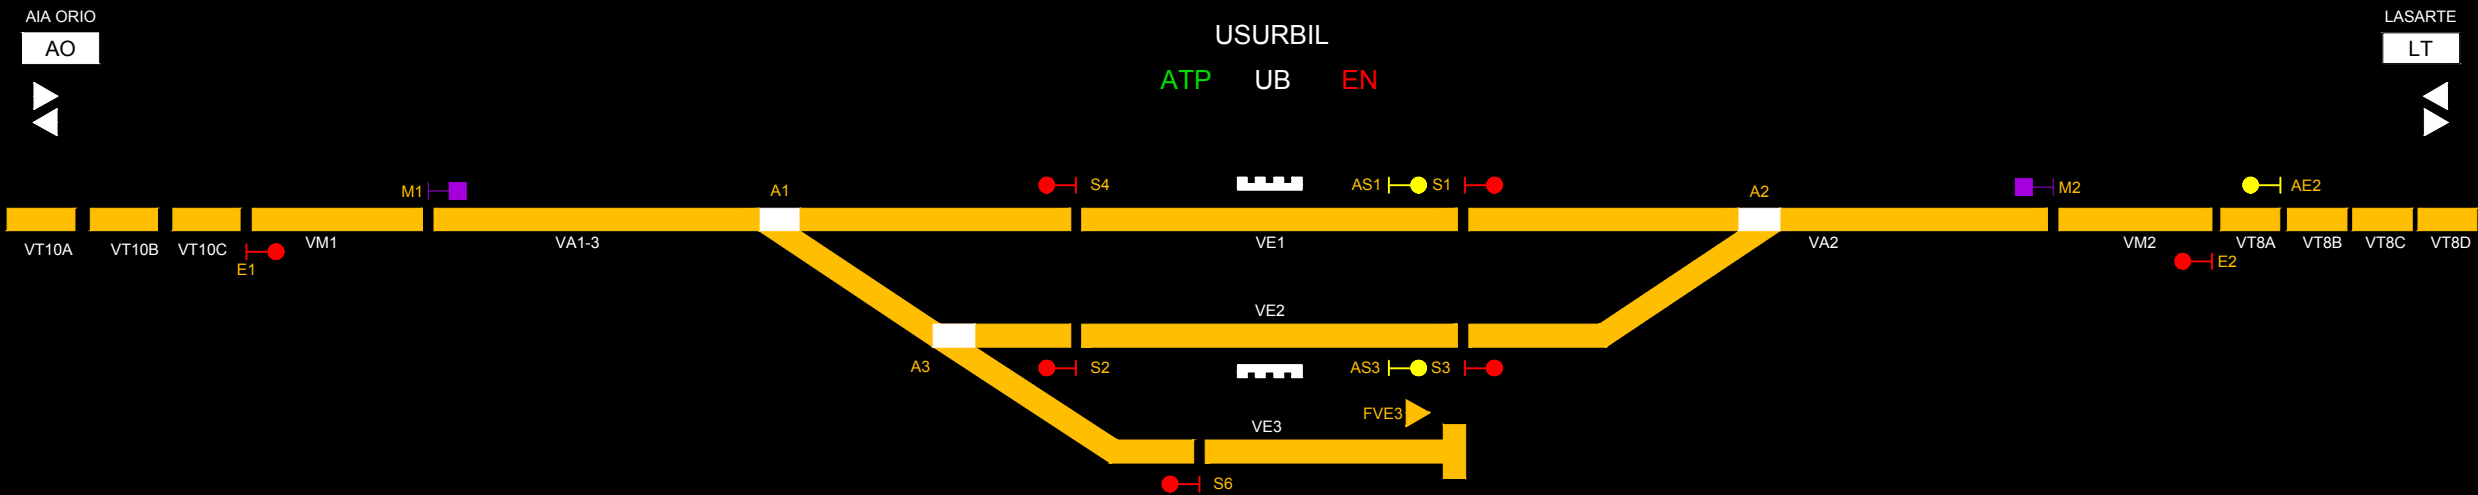 AIA ORIO
AO
USURBIL
ATP UB EN
LASARTE
LT
M1
A1
S4
AS1 S1
A2
M2
AE2
VT10A
VT10B
VT10C
E1
VM1
VA1-3
VE1
VA2
VM2
E2
VT8A
VT8B
VT8C
VT8D
VE2
A3
S2
AS3 S3
FVE3
VE3
S6